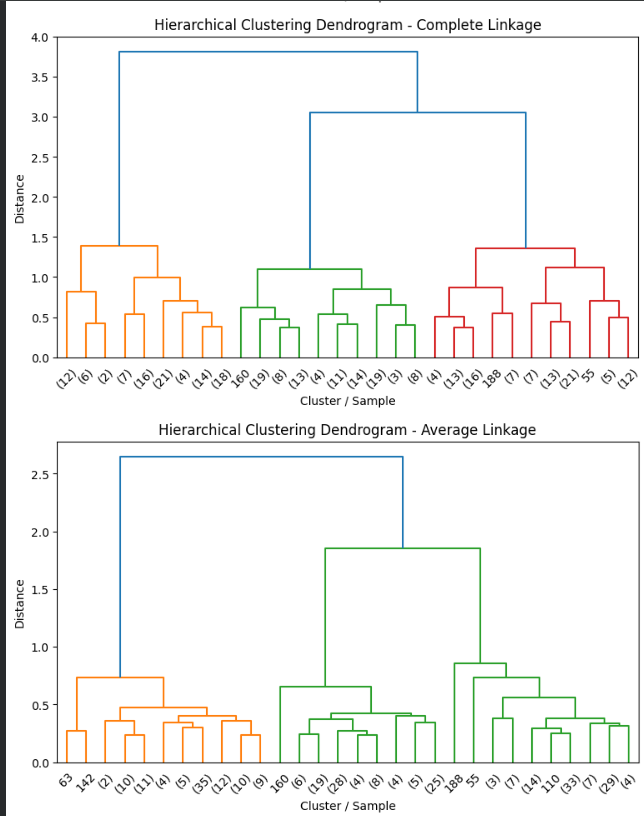 Hierarchical Clustering Dendrogram - Complete Linkage
4.0
3.5
3.0
2.5
2.0
1.5
1.0
0.5
0.0
Distance
(12) (6) (2) (7) (16) (21) (4) (14) (18) 160 (19) (8) (13) (4) (11) (14) (19) (3) (8) (4) (13) (16) 188 (7) (7) (13) (21) 55 (5) (12)
Cluster / Sample
Hierarchical Clustering Dendrogram - Average Linkage
2.5
2.0
1.5
1.0
0.5
0.0
Distance
63 142 (2) (10) (11) (4) (5) (35) (12) (10) (9) 160 (6) (19) (28) (4) (8) (4) (5) (25) 188 55 (3) (7) (14) 110 (33) (7) (29) (4)
Cluster / Sample